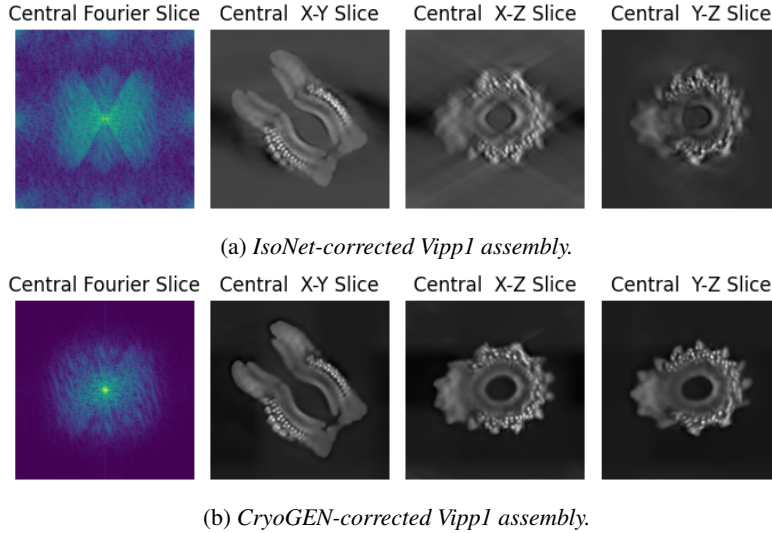 Central Fourier Slice Central X-Y Slice Central X-Z Slice Central Y-Z Slice
(a) IsoNet-corrected Vipp1 assembly.
Central Fourier Slice Central X-Y Slice Central X-Z Slice Central Y-Z Slice
(b) CryoGEN-corrected Vipp1 assembly.